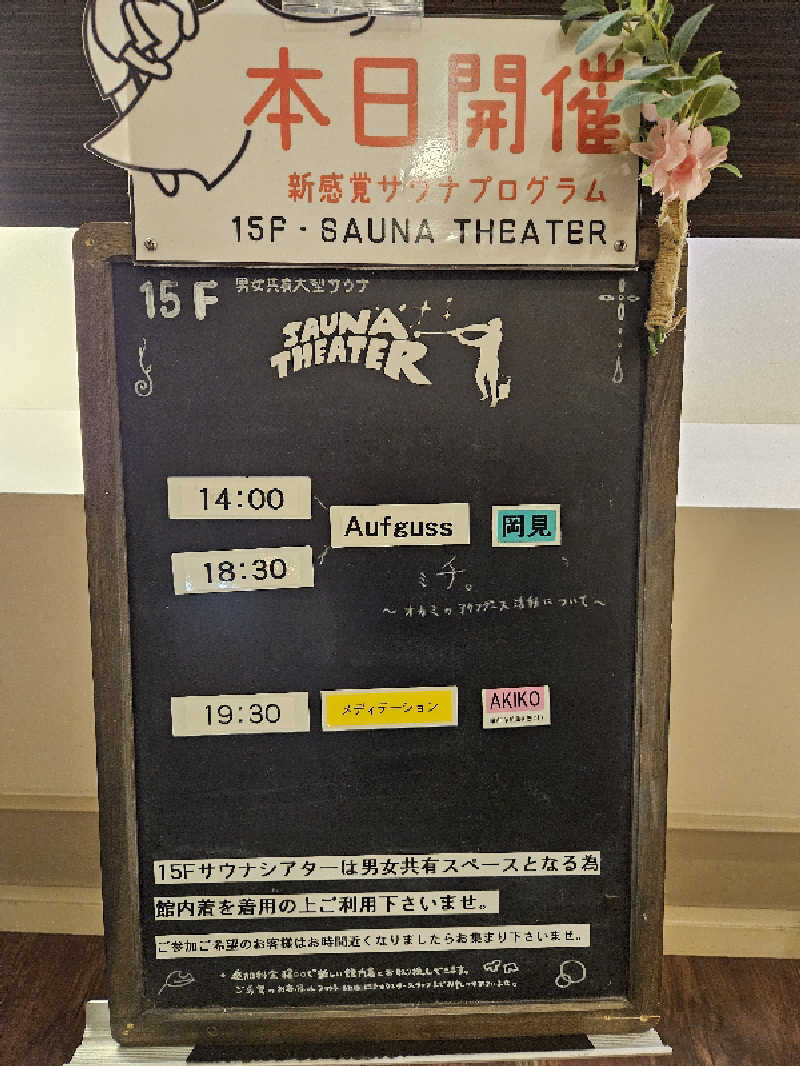 本日開催
新感覚サウナプログラム
15F・SAUNA THEATER
15F 男女共有大型サウナ
SAUNA
THEATER
14:00
Aufguss 岡見
18:30
ミチ。
19:30 メディテーション AKIKO
15Fサウナシアターは男女共有スペースとなる為
館内着を着用の上ご利用下さいませ。
ご参加ご希望のお客様はお時間近くなりましたらお集まり下さいませ。